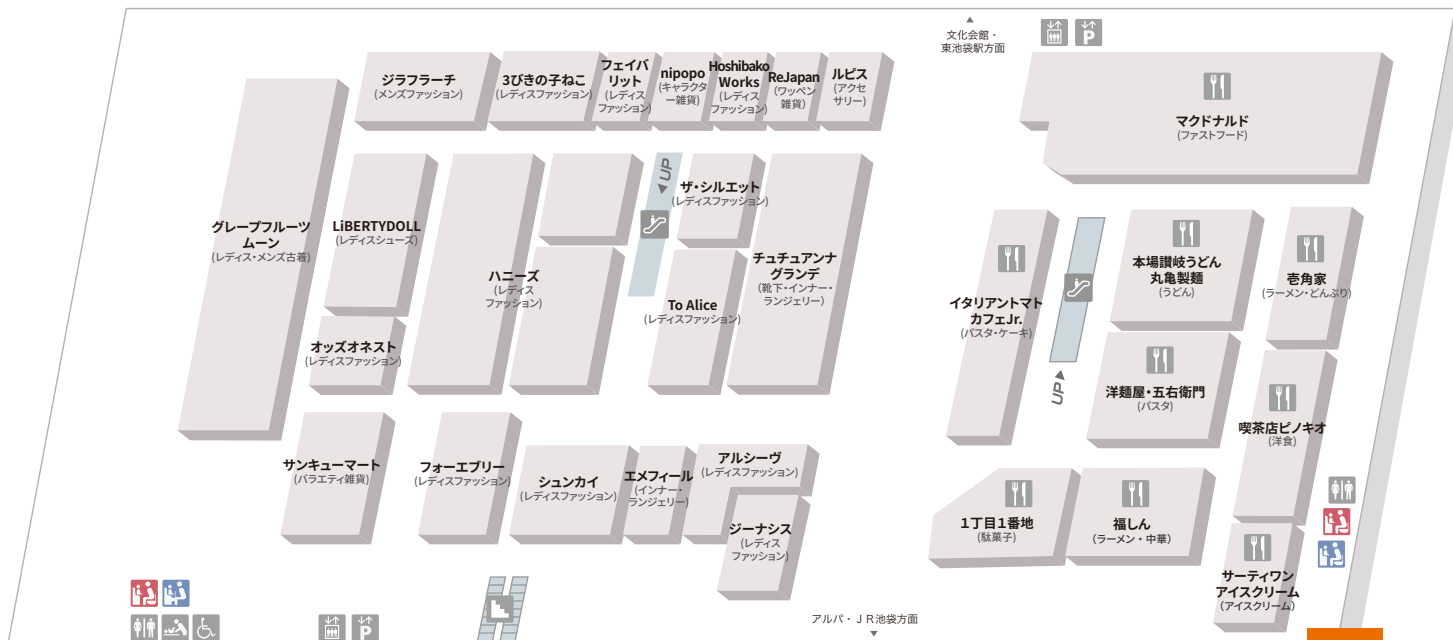 文化会館・
東池袋駅方面
P
ジラフラーチ
(メンズファッション)
3びきの子ねこ
(レディスファッション)
フェイバ
リット
(レディス
ファッション)
nipopo
(キャラクタ
ー雑貨)
Hoshibako
Works
(レディス
ファッション)
ReJapan
(ワッペン
雑貨)
ルピス
(アクセ
サリー)
マクドナルド
(ファストフード)
グレープフルーツ
ムーン
(レディス・メンズ古着)
LiBERTYDOLL
(レディスシューズ)
ハニーズ
(レディス
ファッション)
UP
ザ・シルエット
(レディスファッション)
To Alice
(レディスファッション)
チュチュアンナ
グランデ
(靴下・インナー・
ランジェリー)
イタリアントマト
カフェJr.
(パスタ・ケーキ)
UP
本場讃岐うどん
丸亀製麺
(うどん)
壱角家
(ラーメン・どんぶり)
オッズオネスト
(レディスファッション)
洋麺屋・五右衛門
(パスタ)
喫茶店ピノキオ
(洋食)
サンキューマート
(バラエティ雑貨)
フォーエブリー
(レディスファッション)
シュンカイ
(レディスファッション)
エメフィール
(インナー・
ランジェリー)
アルシーヴ
(レディスファッション)
ジーナシス
(レディス
ファッション)
1丁目1番地
(駄菓子)
福しん
(ラーメン・中華)
サーティワン
アイスクリーム
(アイスクリーム)
P
アルパ・JR池袋方面